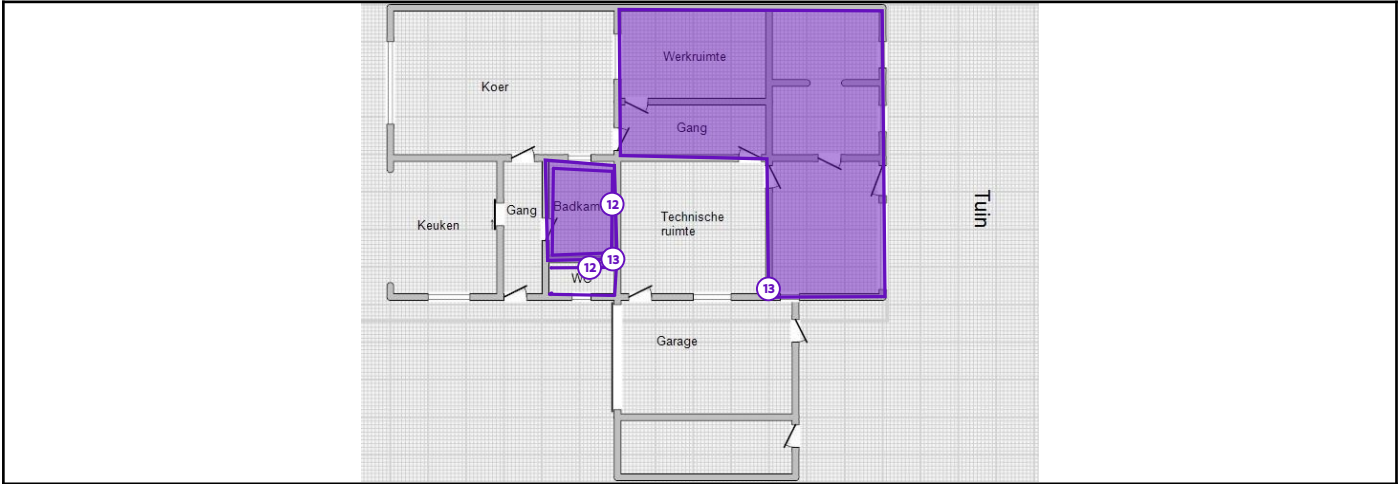 Werkruimte
Koer
Gang
Tuin
Badkam
12
Gang
Technische
ruimte
Keuken
13
12
WC
13
Garage